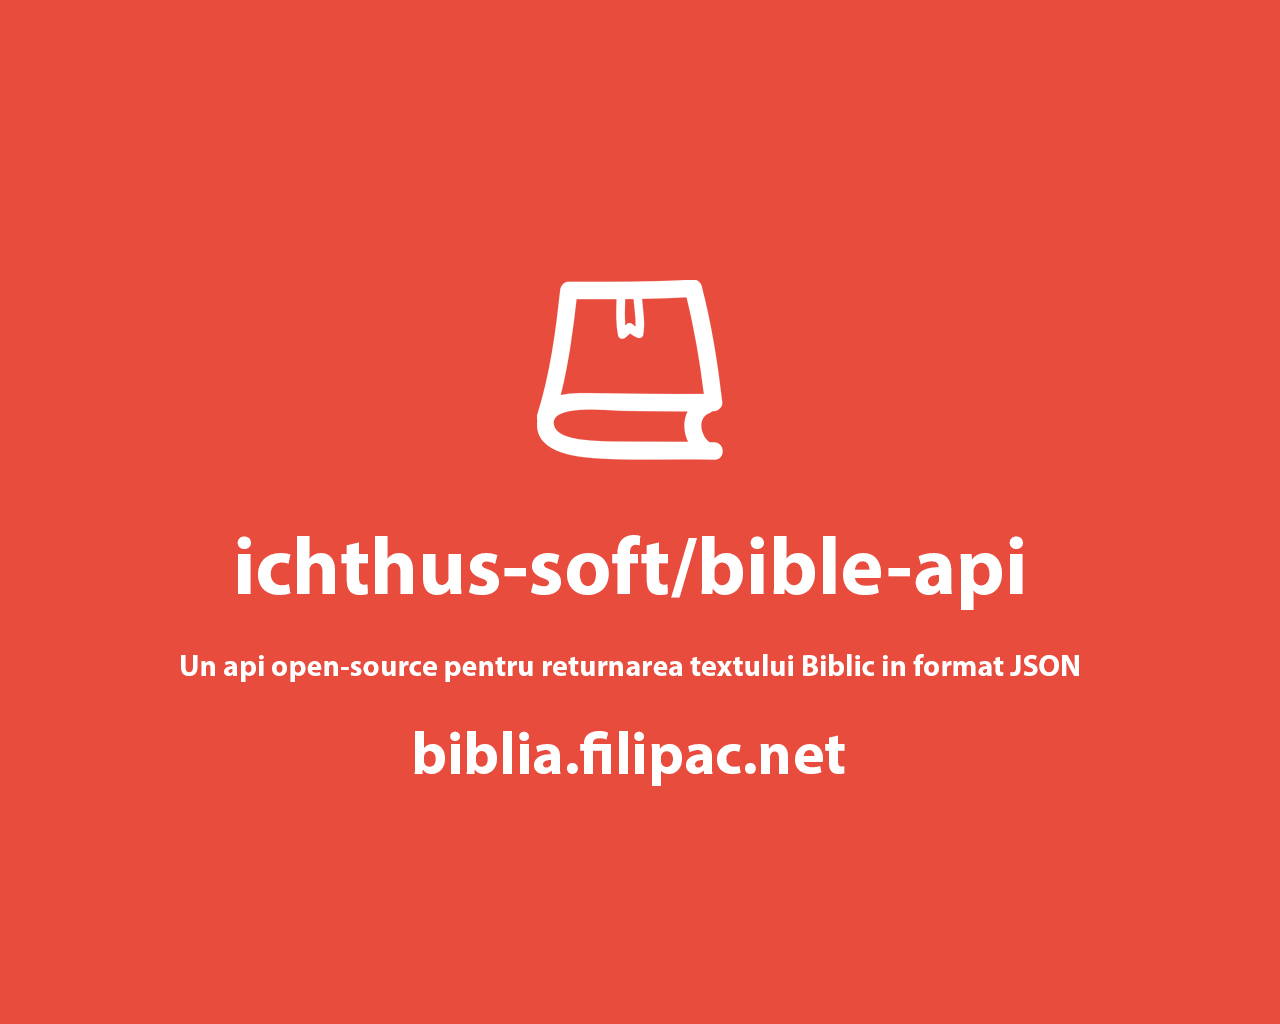 ichthus-soft/bible-api
Un api open-source pentru returnarea textului Biblic in format JSON
biblia.filipac.net